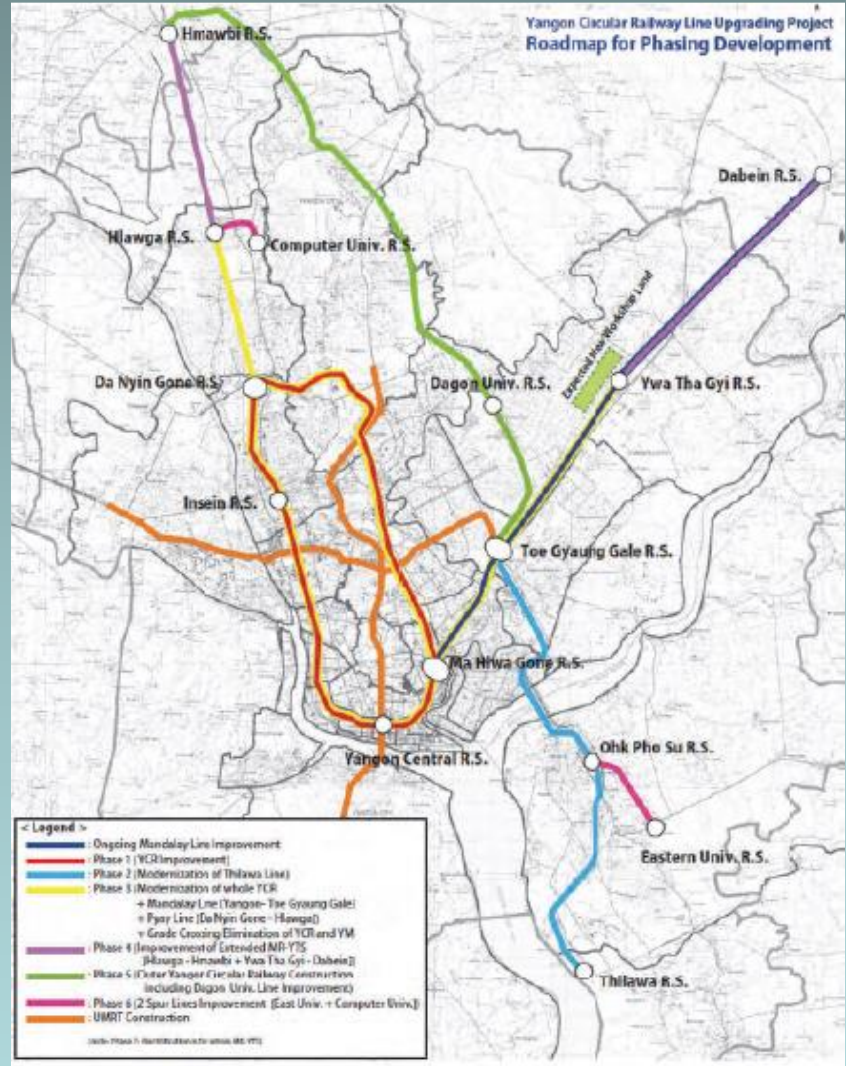 Yangon Circular Railway Line Upgrading Project
Roadmap for Phasing Development
Hmawbi R.S.
Dabein R.S.
Hlawga R.S.
Computer Univ. R.S.
Expected New Workshop Land
Da Nyin Gone R.S
Dagon Univ. R.S.
Ywa Tha Gyi R.S.
Insein R.S.
Toe Gyaung Gale R.S.
Ma Hlwa Gone R.S.
Yangon Central R.S.
Ohk Pho Su R.S.
Eastern Univ. R.S.
Thilawa R.S.
< Legend >
: Ongoing Mandalay Line Improvement
: Phase 1 (YCR Improvement)
: Phase 2 (Modernization of Thilawa Line)
: Phase 3 (Modernization of whole YCR
+ Mandalay Line (Yangon- Toe Gyaung Gale)
+ Pyay Line (Da Nyin Gone - Hlawga))
+ Grade Crossing Elimination of YCR and YM
: Phase 4 (Improvement of Extended MR-YTS
(Hlawga - Hmawbi + Ywa Tha Gyi - Dabein))
: Phase 5 (Outer Yangon Circular Railway Construction
including Dagon Univ. Line Improvement)
: Phase 6 (2 Spur Lines Improvement (East Univ. + Computer Univ.))
: UMRT Construction